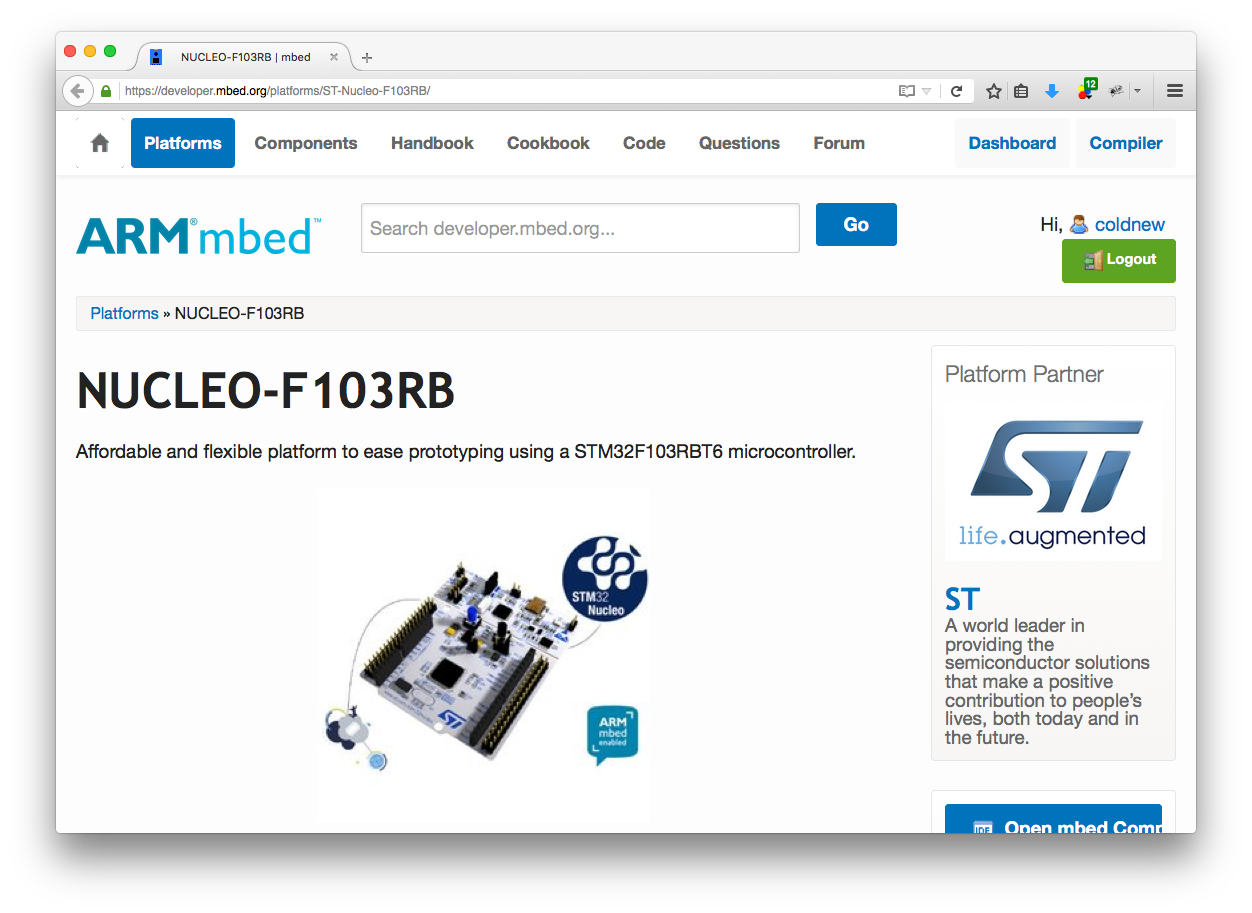 NUCLEO-F103RB | mbed
12
https://developer.mbed.org/platforms/ST-Nucleo-F103RB/
Platforms Components Handbook Cookbook Code Questions Forum Dashboard Compiler
ARM® mbed™
Search developer.mbed.org...
Go
Hi, coldnew
Logout
Platforms » NUCLEO-F103RB
NUCLEO-F103RB
Affordable and flexible platform to ease prototyping using a STM32F103RBT6 microcontroller.
STM32
Nucleo
ST
ARM
mbed
enabled
Platform Partner
ST
life.augmented
ST
A world leader in
providing the
semiconductor solutions
that make a positive
contribution to people’s
lives, both today and in
the future.
IDE Open mbed Comp